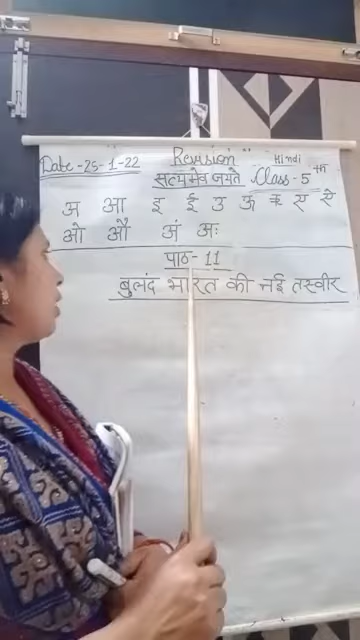 Date - 25-1-22 Revision Hindi
सत्यमेव जयते Class - 5th
अ आ इ ई उ ऊ ऋ ए ऐ
ओ औ अं अः
पाठ - 11
बुलंद भारत की नई तस्वीर